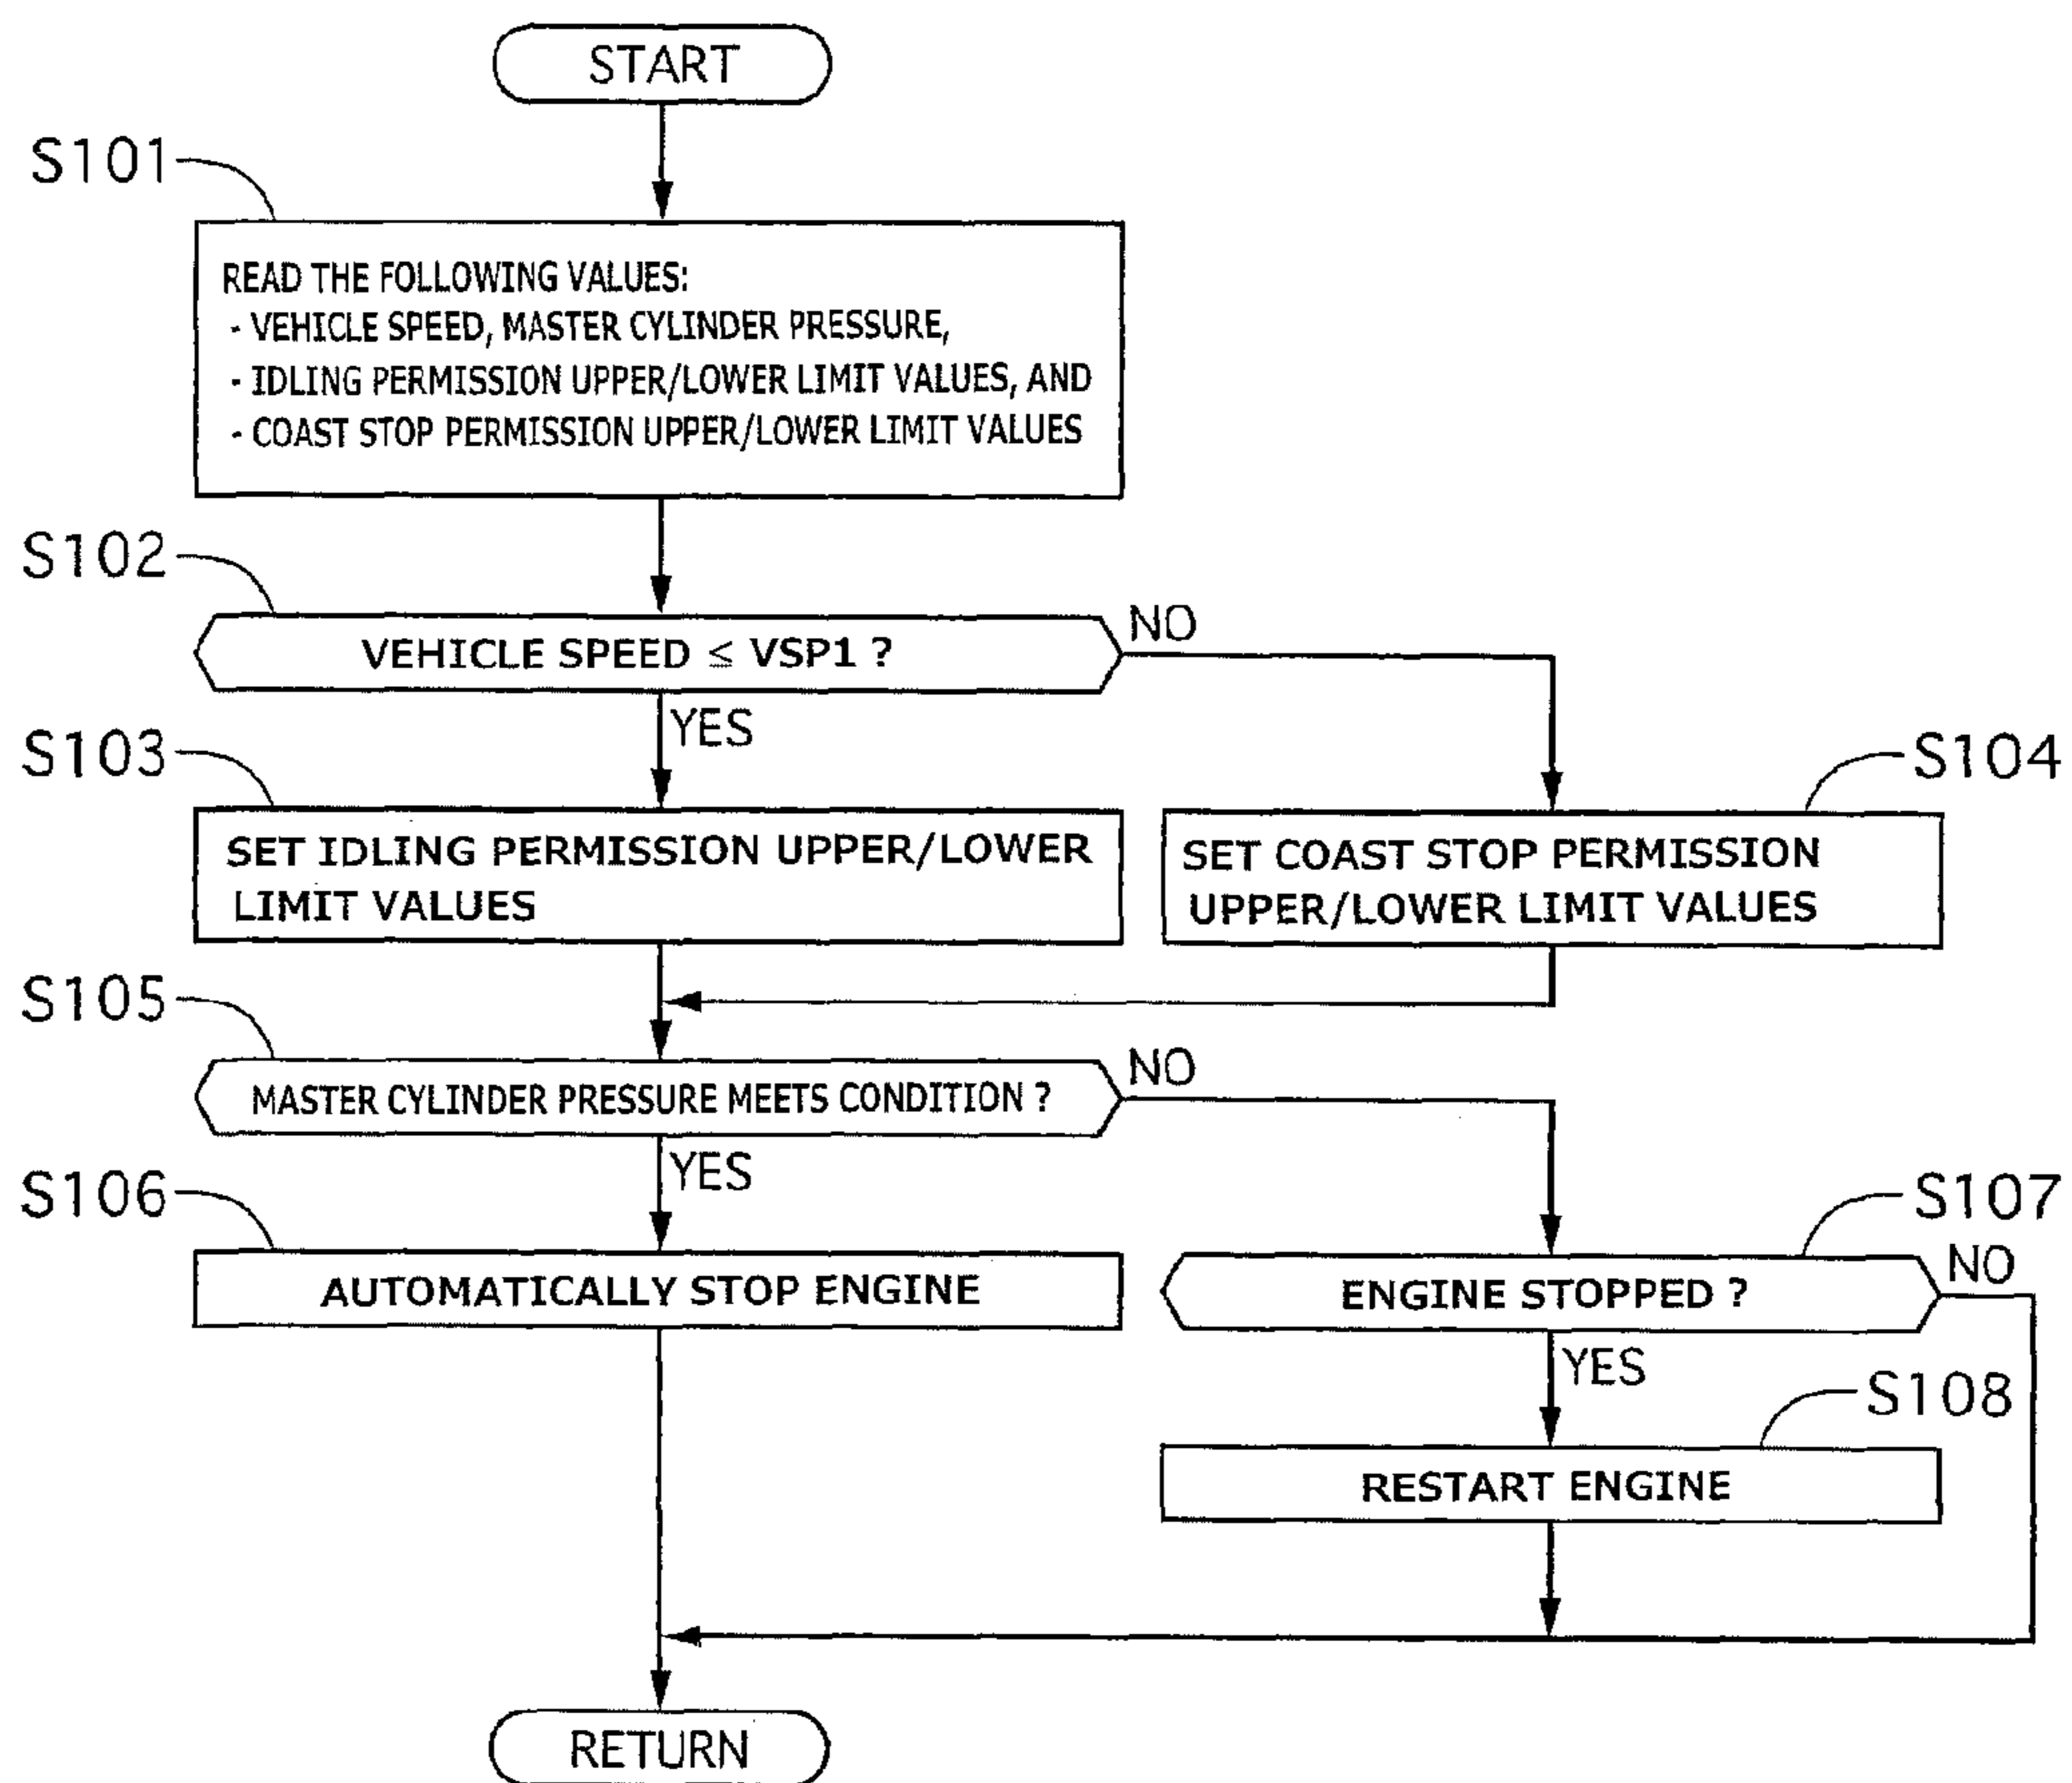 START
S101
READ THE FOLLOWING VALUES:
- VEHICLE SPEED, MASTER CYLINDER PRESSURE,
- IDLING PERMISSION UPPER/LOWER LIMIT VALUES, AND
- COAST STOP PERMISSION UPPER/LOWER LIMIT VALUES
S102
VEHICLE SPEED ≤ VSP1 ?
NO
YES
S103
SET IDLING PERMISSION UPPER/LOWER
LIMIT VALUES
S104
SET COAST STOP PERMISSION
UPPER/LOWER LIMIT VALUES
S105
MASTER CYLINDER PRESSURE MEETS CONDITION ?
NO
YES
S106
AUTOMATICALLY STOP ENGINE
S107
ENGINE STOPPED ?
NO
YES
S108
RESTART ENGINE
RETURN